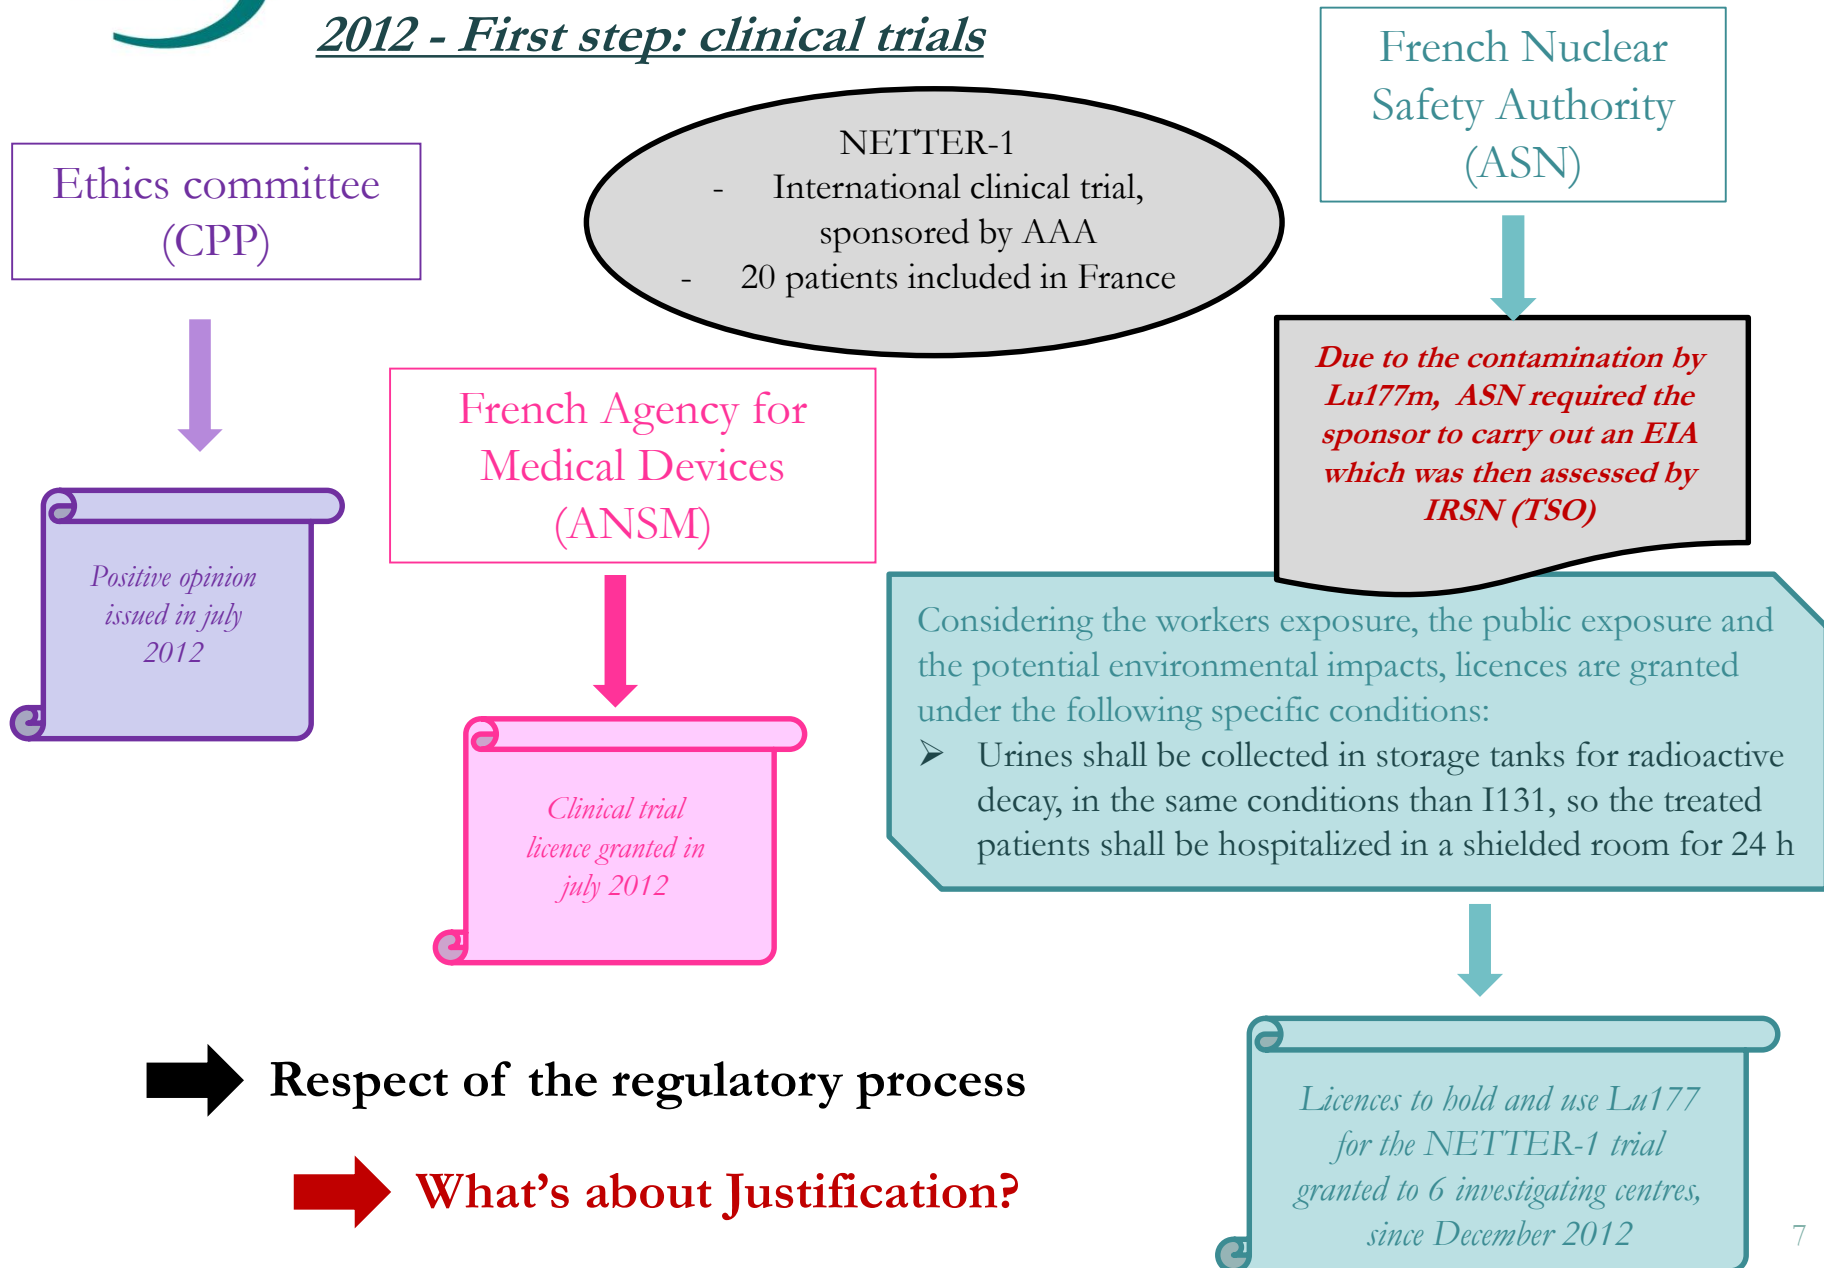 2012 - First step: clinical trials
French Nuclear
Safety Authority
(ASN)
Ethics committee
(CPP)
NETTER-1
- International clinical trial,
sponsored by AAA
- 20 patients included in France
Due to the contamination by
Lu177m, ASN required the
sponsor to carry out an EIA
which was then assessed by
IRSN (TSO)
French Agency for
Medical Devices
(ANSM)
Positive opinion
issued in july
2012
Considering the workers exposure, the public exposure and
the potential environmental impacts, licences are granted
under the following specific conditions:
➢ Urines shall be collected in storage tanks for radioactive
decay, in the same conditions than I131, so the treated
patients shall be hospitalized in a shielded room for 24 h
Clinical trial
licence granted in
july 2012
Respect of the regulatory process
What's about Justification?
Licences to hold and use Lu177
for the NETTER-1 trial
granted to 6 investigating centres,
since December 2012
7